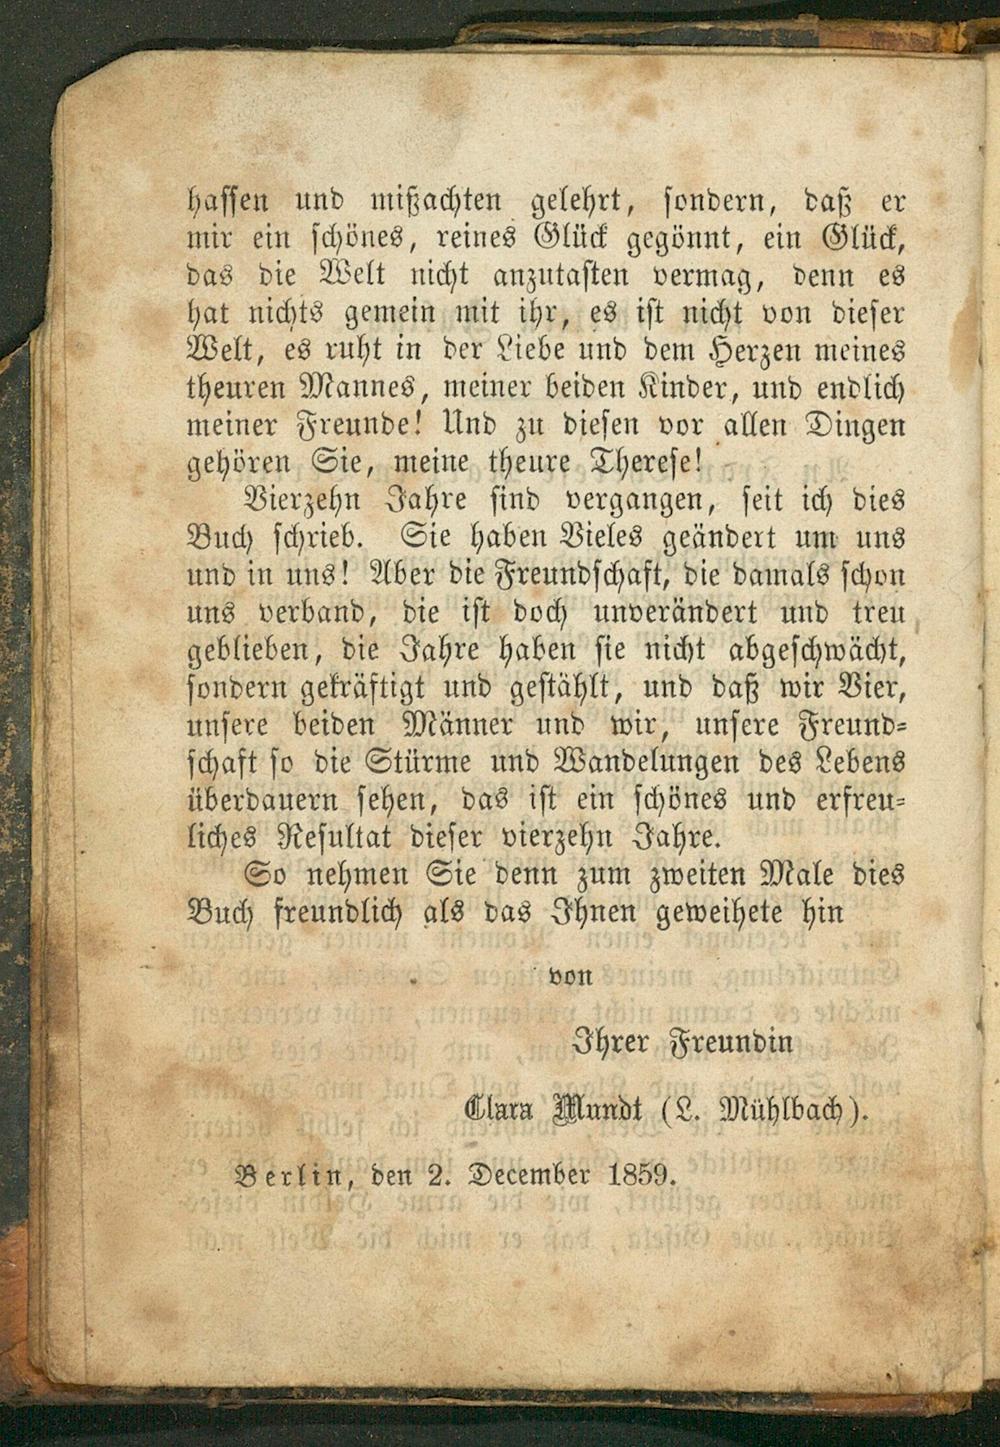 hassen und mißachten gelehrt, sondern, daß er
mir ein schönes, reines Glück gegönnt, ein Glück,
das die Welt nicht anzutasten vermag, denn es
hat nichts gemein mit ihr, es ist nicht von dieser
Welt, es ruht in der Liebe und dem Herzen meines
theuren Mannes, meiner beiden Kinder, und endlich
meiner Freunde! Und zu diesen vor allen Dingen
gehören Sie, meine theure Therese!
Vierzehn Jahre sind vergangen, seit ich dies
Buch schrieb. Sie haben Vieles geändert um uns
und in uns! Aber die Freundschaft, die damals schon
uns verband, die ist doch unverändert und treu
geblieben, die Jahre haben sie nicht abgeschwächt,
sondern gekräftigt und gestählt, und daß wir Vier,
unsere beiden Männer und wir, unsere Freund-
schaft so die Stürme und Wandelungen des Lebens
überdauern sehen, das ist ein schönes und erfreu-
liches Resultat dieser vierzehn Jahre.
So nehmen Sie denn zum zweiten Male dies
Buch freundlich als das Ihnen geweihete hin
von
Ihrer Freundin
Clara Mundt (L. Mühlbach).
Berlin, den 2. December 1859.